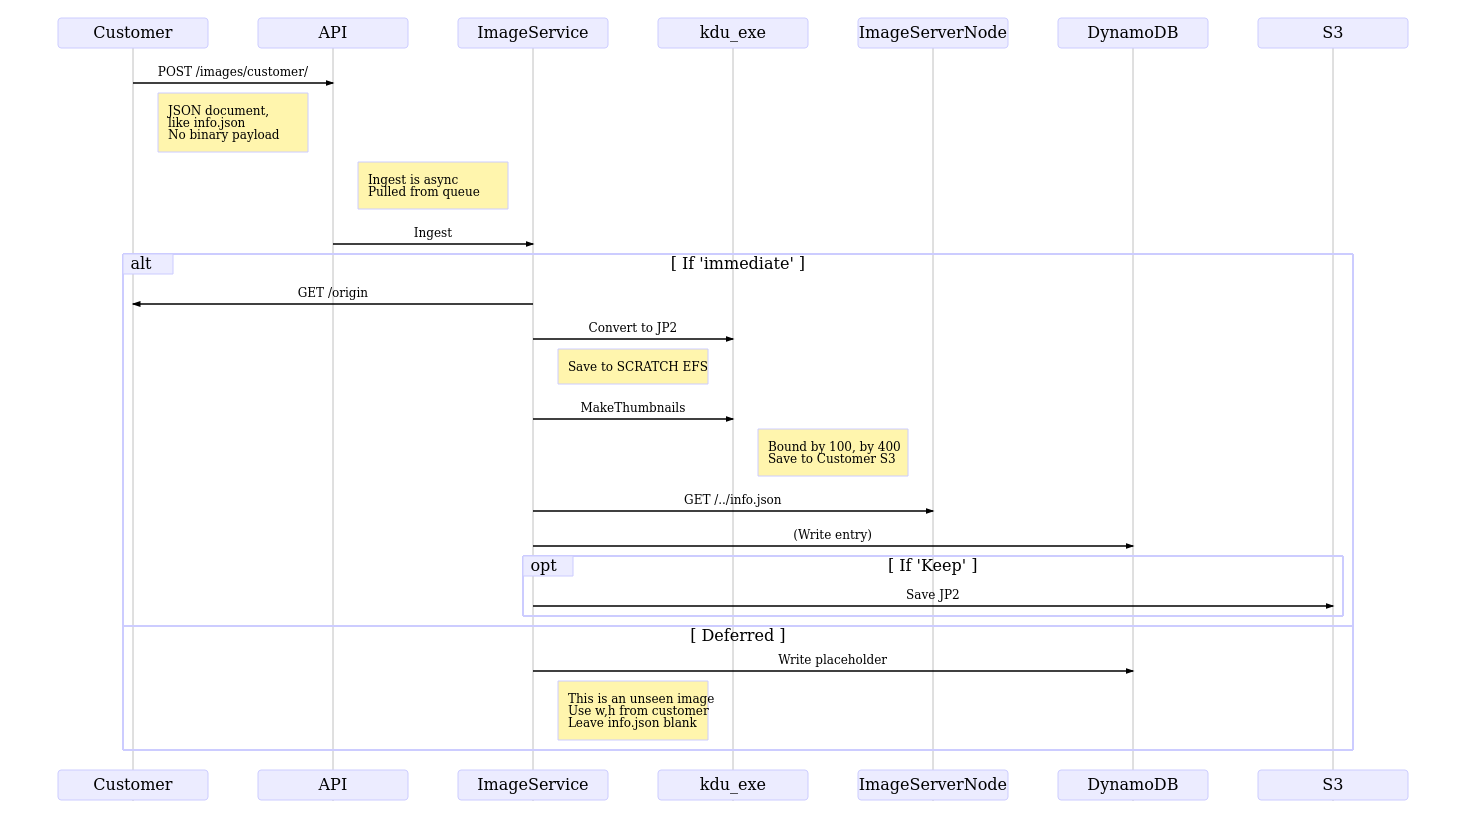 Customer
API
ImageService
kdu_exe
ImageServerNode
DynamoDB
S3
POST /images/customer/
JSON document,
like info.json
No binary payload
Ingest is async
Pulled from queue
Ingest
alt
[ If 'immediate' ]
GET /origin
Convert to JP2
Save to SCRATCH EFS
MakeThumbnails
Bound by 100, by 400
Save to Customer S3
GET /../info.json
(Write entry)
opt
[ If 'Keep' ]
Save JP2
[ Deferred ]
Write placeholder
This is an unseen image
Use w,h from customer
Leave info.json blank
Customer
API
ImageService
kdu_exe
ImageServerNode
DynamoDB
S3